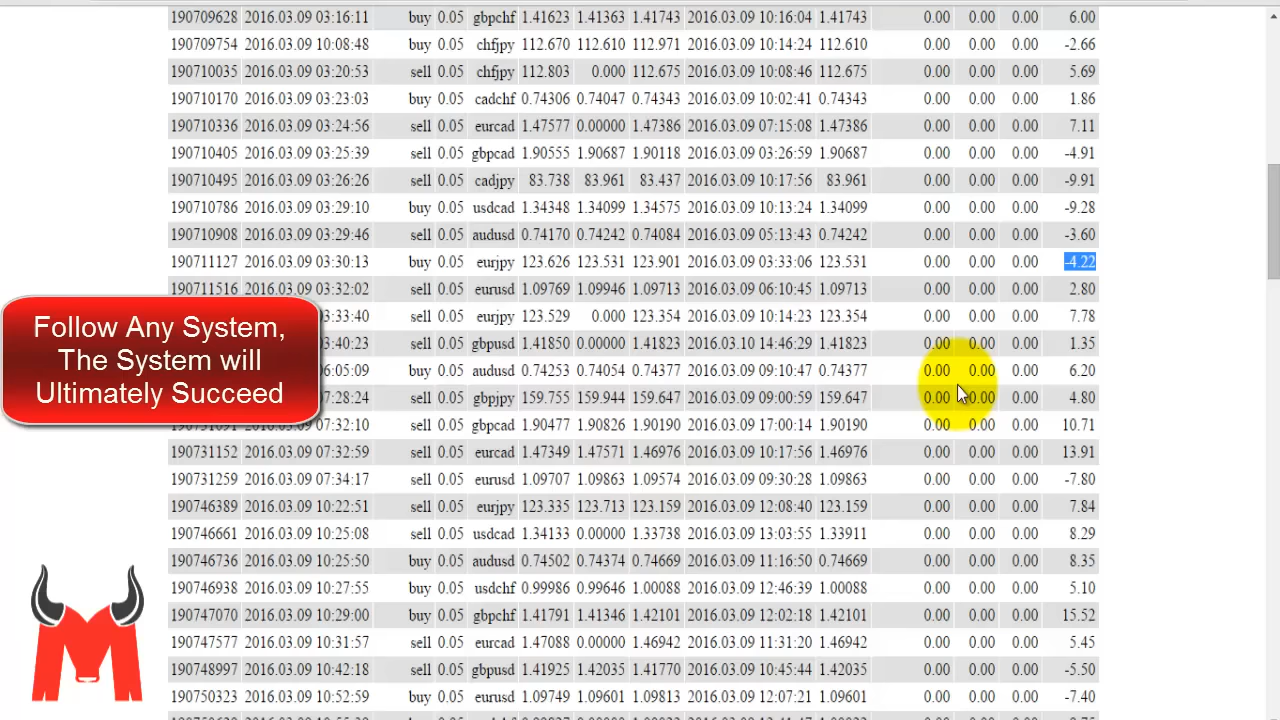 190709628 2016.03.09 03:16:11 buy 0.05 gbpchf 1.41623 1.41363 1.41743 2016.03.09 10:16:04 1.41743 0.00 0.00 0.00 6.00
190709754 2016.03.09 10:08:48 buy 0.05 chfjpy 112.670 112.610 112.971 2016.03.09 10:14:24 112.610 0.00 0.00 0.00 -2.66
190710035 2016.03.09 03:20:53 sell 0.05 chfjpy 112.803 0.000 112.675 2016.03.09 10:08:46 112.675 0.00 0.00 0.00 5.69
190710170 2016.03.09 03:23:03 buy 0.05 cadchf 0.74306 0.74047 0.74343 2016.03.09 10:02:41 0.74343 0.00 0.00 0.00 1.86
190710336 2016.03.09 03:24:56 sell 0.05 eurcad 1.47577 0.00000 1.47386 2016.03.09 07:15:08 1.47386 0.00 0.00 0.00 7.11
190710405 2016.03.09 03:25:39 sell 0.05 gbpcad 1.90555 1.90687 1.90118 2016.03.09 03:26:59 1.90687 0.00 0.00 0.00 -4.91
190710495 2016.03.09 03:26:26 sell 0.05 cadjpy 83.738 83.961 83.437 2016.03.09 10:17:56 83.961 0.00 0.00 0.00 -9.91
190710786 2016.03.09 03:29:10 buy 0.05 usdcad 1.34348 1.34099 1.34575 2016.03.09 10:13:24 1.34099 0.00 0.00 0.00 -9.28
190710908 2016.03.09 03:29:46 sell 0.05 audusd 0.74170 0.74242 0.74084 2016.03.09 05:13:43 0.74242 0.00 0.00 0.00 -3.60
190711127 2016.03.09 03:30:13 buy 0.05 eurjpy 123.626 123.531 123.901 2016.03.09 03:33:06 123.531 0.00 0.00 0.00 -4.22
190711516 2016.03.09 03:32:02 sell 0.05 eurusd 1.09769 1.09946 1.09713 2016.03.09 06:10:45 1.09713 0.00 0.00 0.00 2.80
:33:40 sell 0.05 eurjpy 123.529 0.000 123.354 2016.03.09 10:14:23 123.354 0.00 0.00 0.00 7.78
:40:23 sell 0.05 gbpusd 1.41850 0.00000 1.41823 2016.03.10 14:46:29 1.41823 0.00 0.00 0.00 1.35
06:05:09 buy 0.05 audusd 0.74253 0.74054 0.74377 2016.03.09 09:10:47 0.74377 0.00 0.00 0.00 6.20
:28:24 sell 0.05 gbpjpy 159.755 159.944 159.647 2016.03.09 09:00:59 159.647 0.00 0.00 0.00 4.80
190731091 2016.03.09 07:32:10 sell 0.05 gbpcad 1.90477 1.90826 1.90190 2016.03.09 17:00:14 1.90190 0.00 0.00 0.00 10.71
190731152 2016.03.09 07:32:59 sell 0.05 eurcad 1.47349 1.47571 1.46976 2016.03.09 10:17:56 1.46976 0.00 0.00 0.00 13.91
190731259 2016.03.09 07:34:17 sell 0.05 eurusd 1.09707 1.09863 1.09574 2016.03.09 09:30:28 1.09863 0.00 0.00 0.00 -7.80
190746389 2016.03.09 10:22:51 sell 0.05 eurjpy 123.335 123.713 123.159 2016.03.09 12:08:40 123.159 0.00 0.00 0.00 7.84
190746661 2016.03.09 10:25:08 sell 0.05 usdcad 1.34133 0.00000 1.33738 2016.03.09 13:03:55 1.33911 0.00 0.00 0.00 8.29
190746736 2016.03.09 10:25:50 buy 0.05 audusd 0.74502 0.74374 0.74669 2016.03.09 11:16:50 0.74669 0.00 0.00 0.00 8.35
190746938 2016.03.09 10:27:55 buy 0.05 usdchf 0.99986 0.99646 1.00088 2016.03.09 12:46:39 1.00088 0.00 0.00 0.00 5.10
190747070 2016.03.09 10:29:00 buy 0.05 gbpchf 1.41791 1.41346 1.42101 2016.03.09 12:02:18 1.42101 0.00 0.00 0.00 15.52
190747577 2016.03.09 10:31:57 sell 0.05 eurcad 1.47088 0.00000 1.46942 2016.03.09 11:31:20 1.46942 0.00 0.00 0.00 5.45
190748997 2016.03.09 10:42:18 sell 0.05 gbpusd 1.41925 1.42035 1.41770 2016.03.09 10:45:44 1.42035 0.00 0.00 0.00 -5.50
190750323 2016.03.09 10:52:59 buy 0.05 eurusd 1.09749 1.09601 1.09813 2016.03.09 12:07:21 1.09601 0.00 0.00 0.00 -7.40
Follow Any System,
The System will
Ultimately Succeed